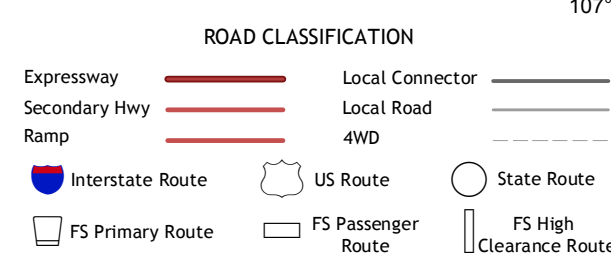 107°
ROAD CLASSIFICATION
Expressway
Local Connector
Secondary Hwy
Local Road
Ramp
4WD
Interstate Route
US Route
State Route
FS Primary Route
FS Passenger
Route
FS High
Clearance Route